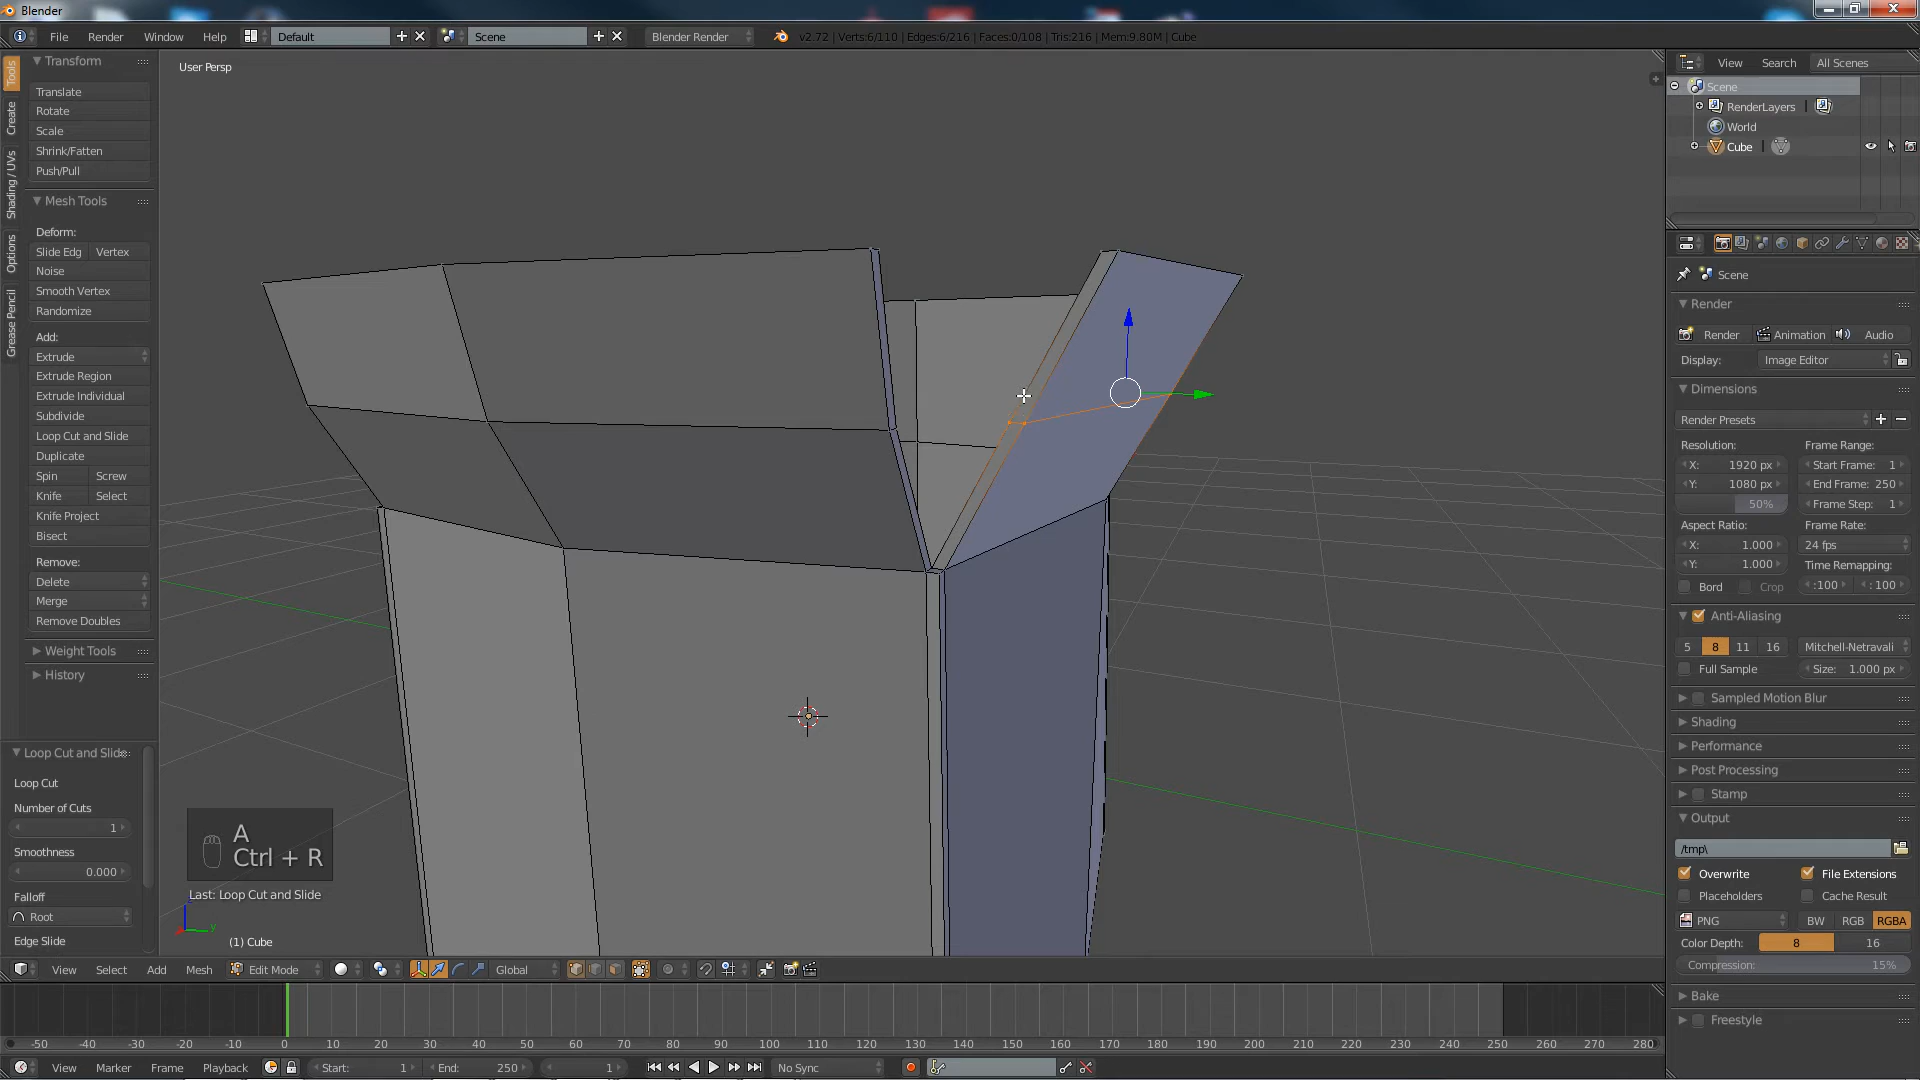 Blender
File Render Window Help Default Scene Blender Render v2.72 | Verts:6/110 | Edges:6/216 | Faces:0/108 | Tris:216 | Mem:9.80M | Cube
User Persp
Tools
Create
Shading / UVs
Options
Grease Pencil
Transform
Translate
Rotate
Scale
Shrink/Fatten
Push/Pull
Mesh Tools
Deform:
Slide Edg Vertex
Noise
Smooth Vertex
Randomize
Add:
Extrude
Extrude Region
Extrude Individual
Subdivide
Loop Cut and Slide
Duplicate
Spin Screw
Knife Select
Knife Project
Bisect
Remove:
Delete
Merge
Remove Doubles
Weight Tools
History
Loop Cut and Slide
Loop Cut
Number of Cuts
1
Smoothness
0.000
Falloff
Root
Edge Slide
A
Ctrl + R
Last: Loop Cut and Slide
y
(1) Cube
View Select Add Mesh Edit Mode Global
-50 -40 -30 -20 -10 0 10 20 30 40 50 60 70 80 90 100 110 120 130 140 150 160 170 180 190 200 210 220 230 240 250 260 270 280
View Marker Frame Playback Start: 1 End: 250 1 No Sync
View Search All Scenes
Scene
RenderLayers |
World
Cube |
Scene
Render
Render Animation Audio
Display: Image Editor
Dimensions
Render Presets
Resolution: Frame Range:
X: 1920 px Start Frame: 1
Y: 1080 px End Frame: 250
50% Frame Step: 1
Aspect Ratio: Frame Rate:
X: 1.000 24 fps
Y: 1.000 Time Remapping:
Bord Crop :100 : 100
Anti-Aliasing
5 8 11 16 Mitchell-Netravali
Full Sample Size: 1.000 px
Sampled Motion Blur
Shading
Performance
Post Processing
Stamp
Output
/tmp\
Overwrite File Extensions
Placeholders Cache Result
PNG BW RGB RGBA
Color Depth: 8 16
Compression: 15%
Bake
Freestyle